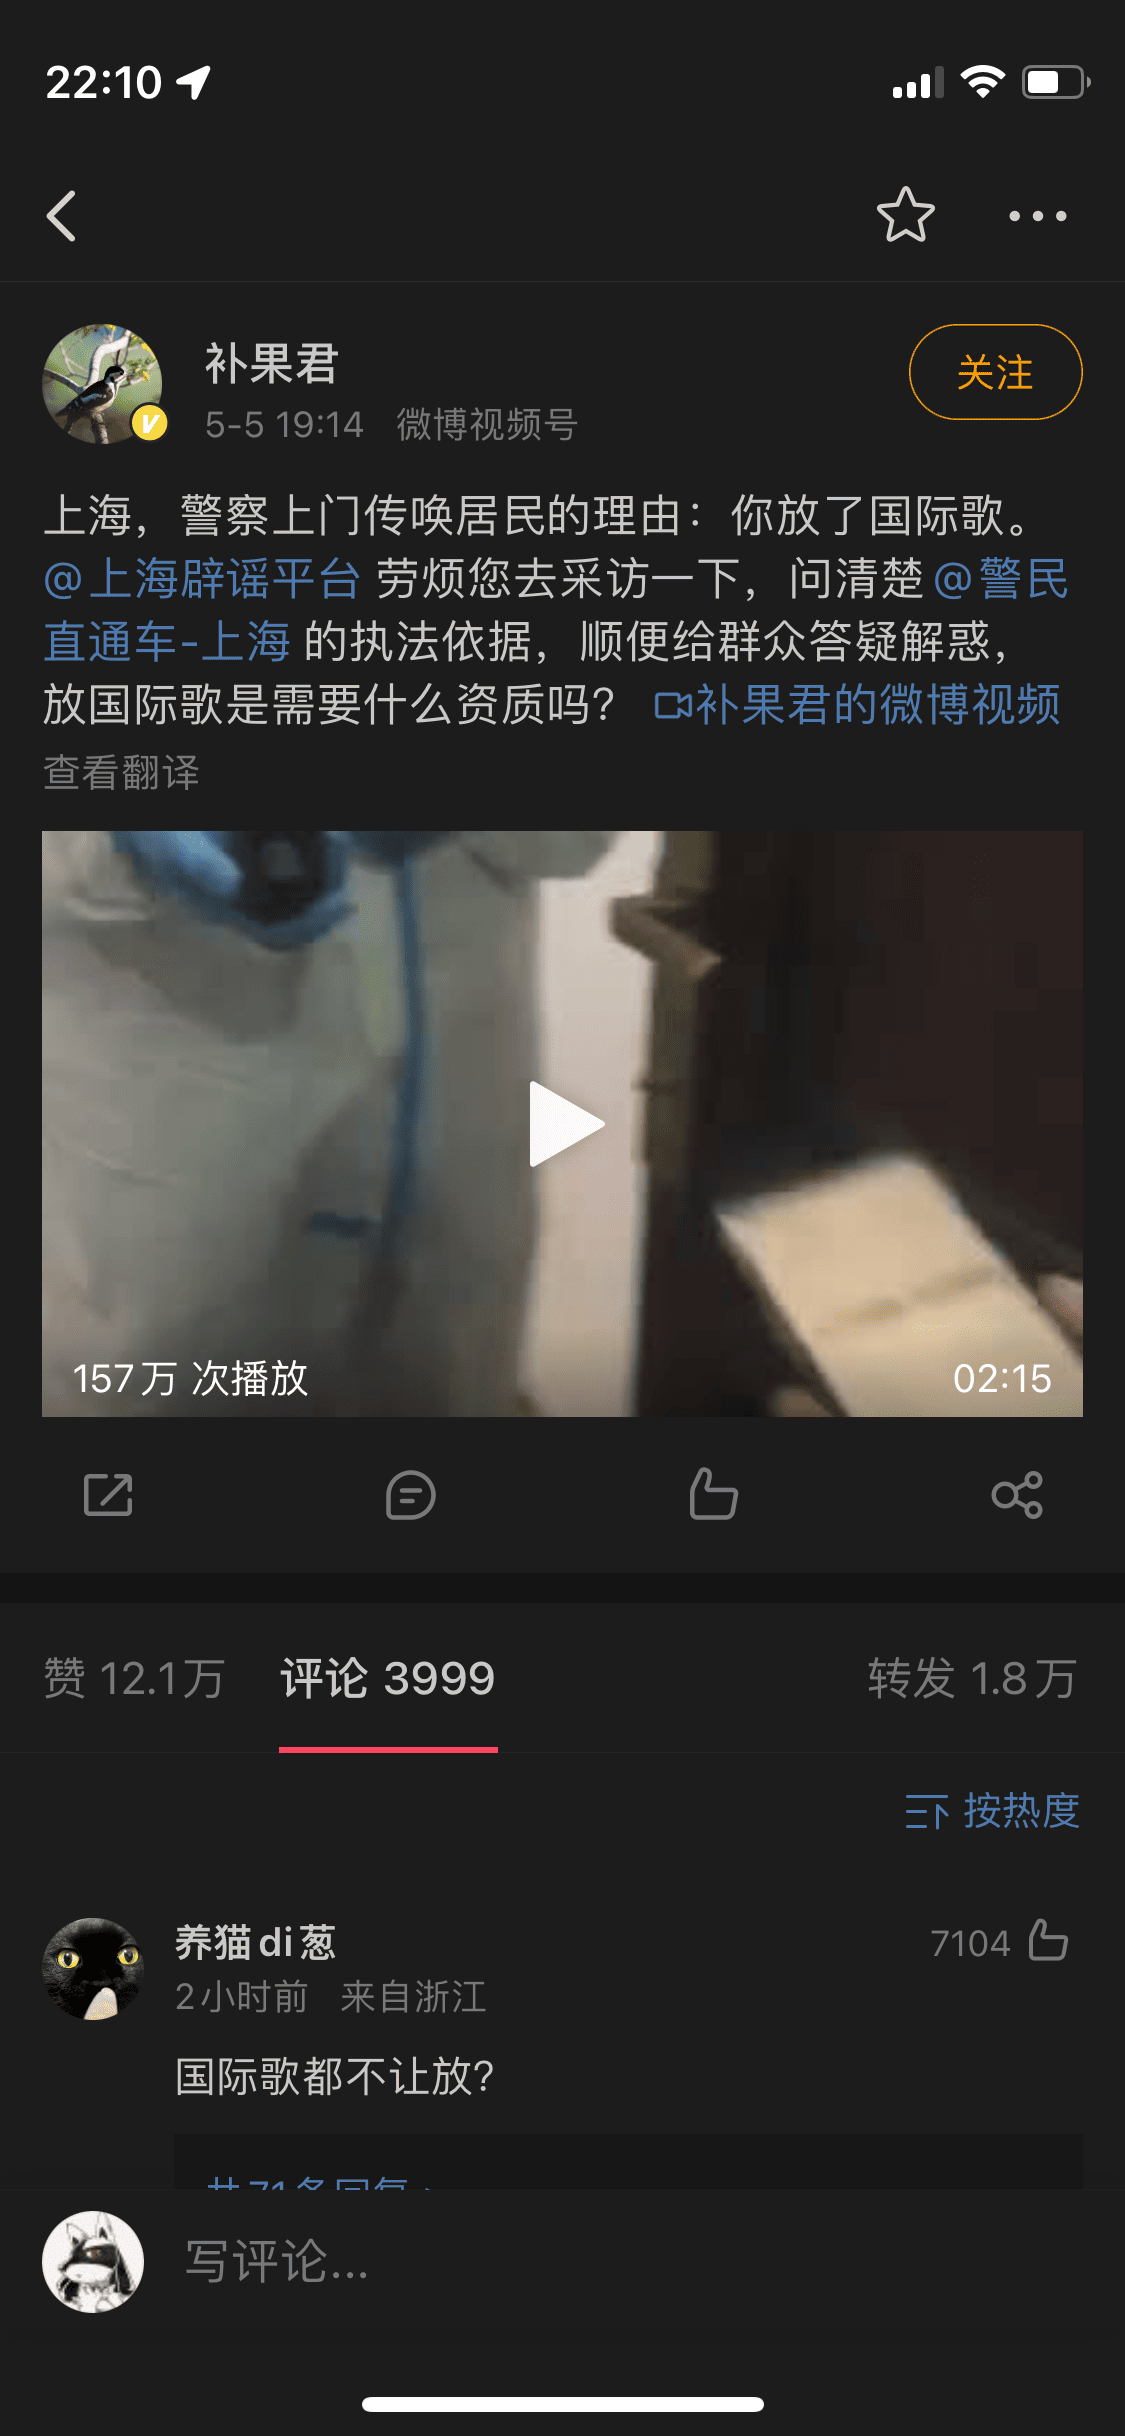 22:10
补果君
关注
5-5 19:14 微博视频号
上海，警察上门传唤居民的理由：你放了国际歌。
@上海辟谣平台 劳烦您去采访一下，问清楚@警民
直通车-上海 的执法依据，顺便给群众答疑解惑，
放国际歌是需要什么资质吗？ 补果君的微博视频
查看翻译
157万 次播放
02:15
赞 12.1万
评论 3999
转发 1.8万
按热度
养猫di葱
7104
2小时前 来自浙江
国际歌都不让放？
共71条回复
写评论...